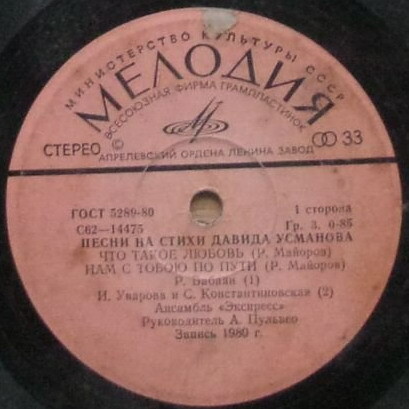 МИНИСТЕРСТВО КУЛЬТУРЫ СССР
МЕЛОДИЯ
ВСЕСОЮЗНАЯ ФИРМА ГРАМПЛАСТИНОК
СТЕРЕО
33
АПРЕЛЕВСКИЙ ОРДЕНА ЛЕНИНА ЗАВОД
ГОСТ 5289-80 1 сторона
С62—14475 Гр. 3. 0-85
ПЕСНИ НА СТИХИ ДАВИДА УСМАНОВА
ЧТО ТАКОЕ ЛЮБОВЬ (Р. Майоров)
НАМ С ТОБОЮ ПО ПУТИ (Р. Майоров)
Р. Бабаян (1)
И. Уварова и С. Константиновская (2)
Ансамбль «Экспресс»
Руководитель А. Пульвео
Запись 1980 г.